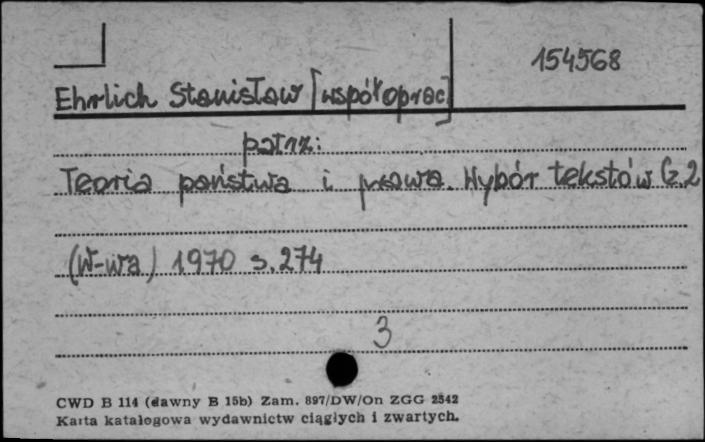 154568
Ehrlich Stanisław [współoprac]
patrz:
Teoria państwa i prawa. Wybór tekstów Cz.2
(W-wa) 1970 s.274
3
CWD B 114 (dawny B 15b) Zam. 897/DW/On ZGG 2542
Karta katalogowa wydawnictw ciągłych i zwartych.